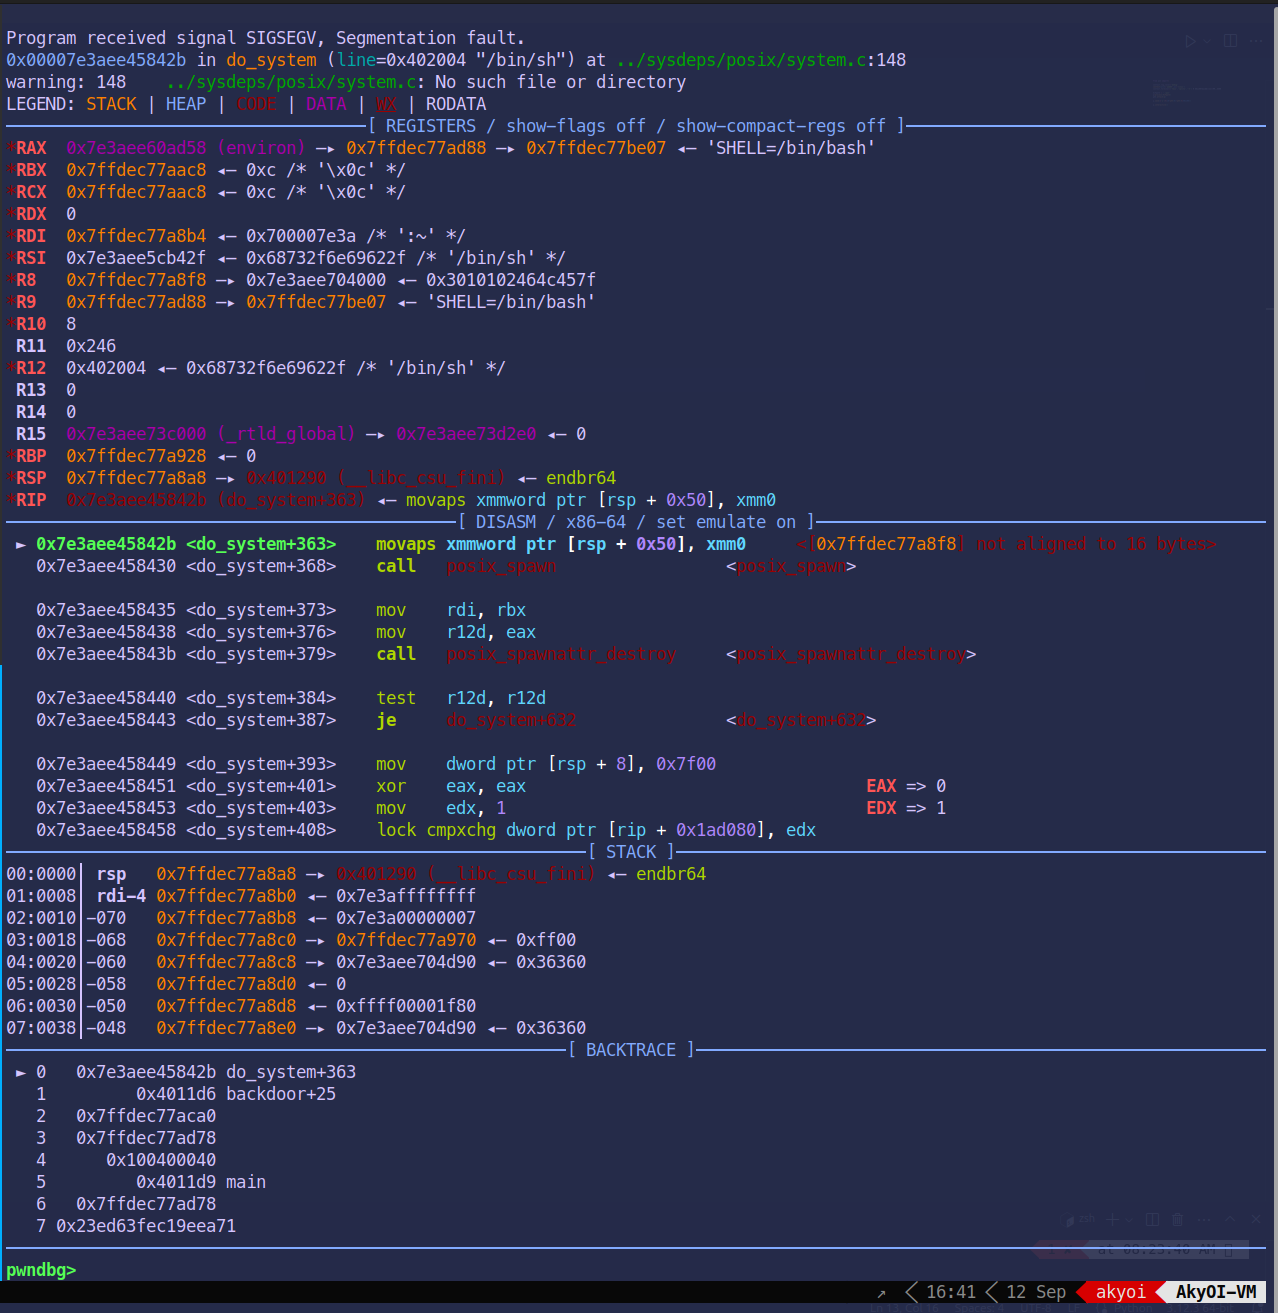 Program received signal SIGSEGV, Segmentation fault.
0x00007e3aee45842b in do_system (line=0x402004 "/bin/sh") at ../sysdeps/posix/system.c:148
warning: 148    ../sysdeps/posix/system.c: No such file or directory
LEGEND: STACK | HEAP | CODE | DATA | WX | RODATA
[ REGISTERS / show-flags off / show-compact-regs off ]
*RAX  0x7e3aee60ad58 (environ) —▸ 0x7ffdec77ad88 —▸ 0x7ffdec77be07 ◂— 'SHELL=/bin/bash'
*RBX  0x7ffdec77aac8 ◂— 0xc /* '\x0c' */
*RCX  0x7ffdec77aac8 ◂— 0xc /* '\x0c' */
*RDX  0
*RDI  0x7ffdec77a8b4 ◂— 0x700007e3a /* ':~' */
*RSI  0x7e3aee5cb42f ◂— 0x68732f6e69622f /* '/bin/sh' */
*R8   0x7ffdec77a8f8 —▸ 0x7e3aee704000 ◂— 0x3010102464c457f
*R9   0x7ffdec77ad88 —▸ 0x7ffdec77be07 ◂— 'SHELL=/bin/bash'
*R10  8
R11  0x246
*R12  0x402004 ◂— 0x68732f6e69622f /* '/bin/sh' */
R13  0
R14  0
R15  0x7e3aee73c000 (_rtld_global) —▸ 0x7e3aee73d2e0 ◂— 0
*RBP  0x7ffdec77a928 ◂— 0
*RSP  0x7ffdec77a8a8 —▸ 0x401290 (__libc_csu_fini) ◂— endbr64
*RIP  0x7e3aee45842b (do_system+363) ◂— movaps xmmword ptr [rsp + 0x50], xmm0
[ DISASM / x86-64 / set emulate on ]
► 0x7e3aee45842b <do_system+363>    movaps xmmword ptr [rsp + 0x50], xmm0     <[0x7ffdec77a8f8] not aligned to 16 bytes>
0x7e3aee458430 <do_system+368>    call   posix_spawn                 <posix_spawn>
0x7e3aee458435 <do_system+373>    mov    rdi, rbx
0x7e3aee458438 <do_system+376>    mov    r12d, eax
0x7e3aee45843b <do_system+379>    call   posix_spawnattr_destroy     <posix_spawnattr_destroy>
0x7e3aee458440 <do_system+384>    test   r12d, r12d
0x7e3aee458443 <do_system+387>    je     do_system+632               <do_system+632>
0x7e3aee458449 <do_system+393>    mov    dword ptr [rsp + 8], 0x7f00
0x7e3aee458451 <do_system+401>    xor    eax, eax                                  EAX => 0
0x7e3aee458453 <do_system+403>    mov    edx, 1                                    EDX => 1
0x7e3aee458458 <do_system+408>    lock cmpxchg dword ptr [rip + 0x1ad080], edx
[ STACK ]
00:0000│ rsp   0x7ffdec77a8a8 —▸ 0x401290 (__libc_csu_fini) ◂— endbr64
01:0008│ rdi-4 0x7ffdec77a8b0 ◂— 0x7e3affffffff
02:0010│-070   0x7ffdec77a8b8 ◂— 0x7e3a00000007
03:0018│-068   0x7ffdec77a8c0 —▸ 0x7ffdec77a970 ◂— 0xff00
04:0020│-060   0x7ffdec77a8c8 —▸ 0x7e3aee704d90 ◂— 0x36360
05:0028│-058   0x7ffdec77a8d0 ◂— 0
06:0030│-050   0x7ffdec77a8d8 ◂— 0xffff00001f80
07:0038│-048   0x7ffdec77a8e0 —▸ 0x7e3aee704d90 ◂— 0x36360
[ BACKTRACE ]
► 0   0x7e3aee45842b do_system+363
1         0x4011d6 backdoor+25
2   0x7ffdec77aca0
3   0x7ffdec77ad78
4      0x100400040
5         0x4011d9 main
6   0x7ffdec77ad78
7 0x23ed63fec19eea71
zsh
at 08:23:40 AM
pwndbg>
↗ 16:41 12 Sep akyoi AkyOI-VM